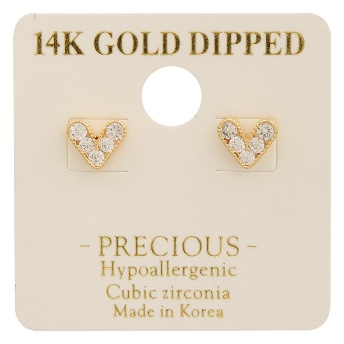 14K GOLD DIPPED
- PRECIOUS -
Hypoallergenic
Cubic zirconia
Made in Korea